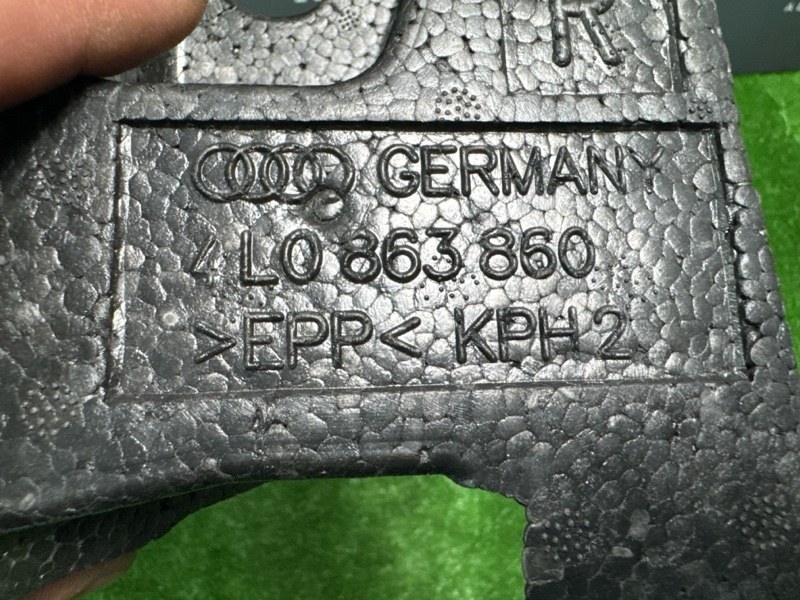 R
GERMANY
4L0 863 860
>EPP< KPH 2